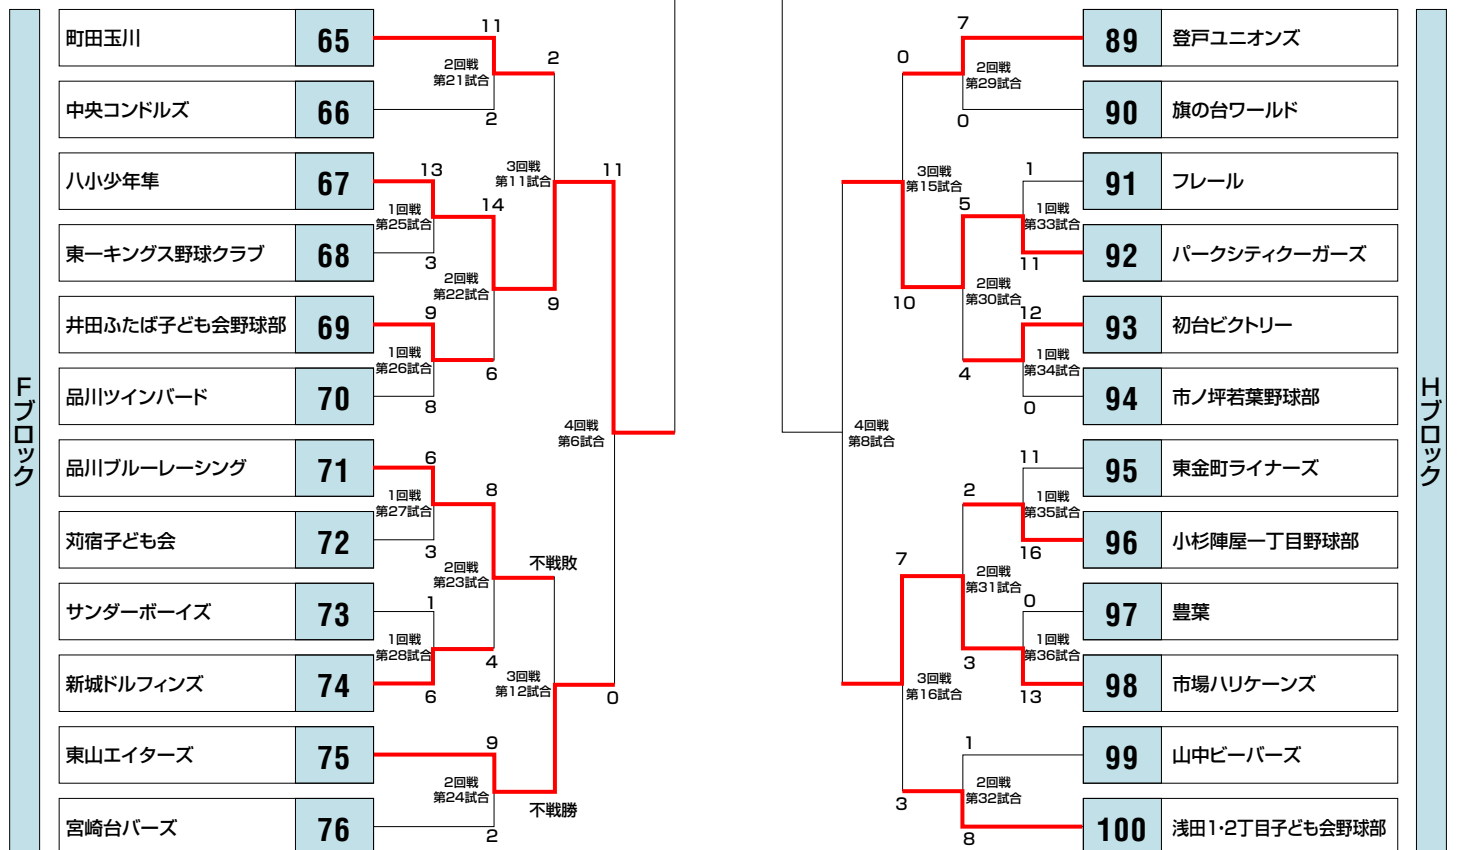 Fブロック
町田玉川 65
中央コンドルズ 66
八小少年隼 67
東一キングス野球クラブ 68
井田ふたば子ども会野球部 69
品川ツインバード 70
品川ブルーレーシング 71
苅宿子ども会 72
サンダーボーイズ 73
新城ドルフィンズ 74
東山エイターズ 75
宮崎台バーズ 76
13
1回戦
第25試合
3
9
1回戦
第26試合
8
6
1回戦
第27試合
3
1
1回戦
第28試合
6
11
2回戦
第21試合
2
14
2回戦
第22試合
6
8
2回戦
第23試合
4
9
2回戦
第24試合
2
2
3回戦
第11試合
9
不戦敗
3回戦
第12試合
不戦勝
11
4回戦
第6試合
0
4回戦
第8試合
0
3回戦
第15試合
10
7
3回戦
第16試合
3
7
2回戦
第29試合
0
5
2回戦
第30試合
4
2
2回戦
第31試合
3
1
2回戦
第32試合
8
1
1回戦
第33試合
11
12
1回戦
第34試合
0
11
1回戦
第35試合
16
0
1回戦
第36試合
13
89 登戸ユニオンズ
90 旗の台ワールド
91 フレール
92 パークシティクーガーズ
93 初台ビクトリー
94 市ノ坪若葉野球部
95 東金町ライナーズ
96 小杉陣屋一丁目野球部
97 豊葉
98 市場ハリケーンズ
99 山中ビーバーズ
100 浅田1・2丁目子ども会野球部
Hブロック